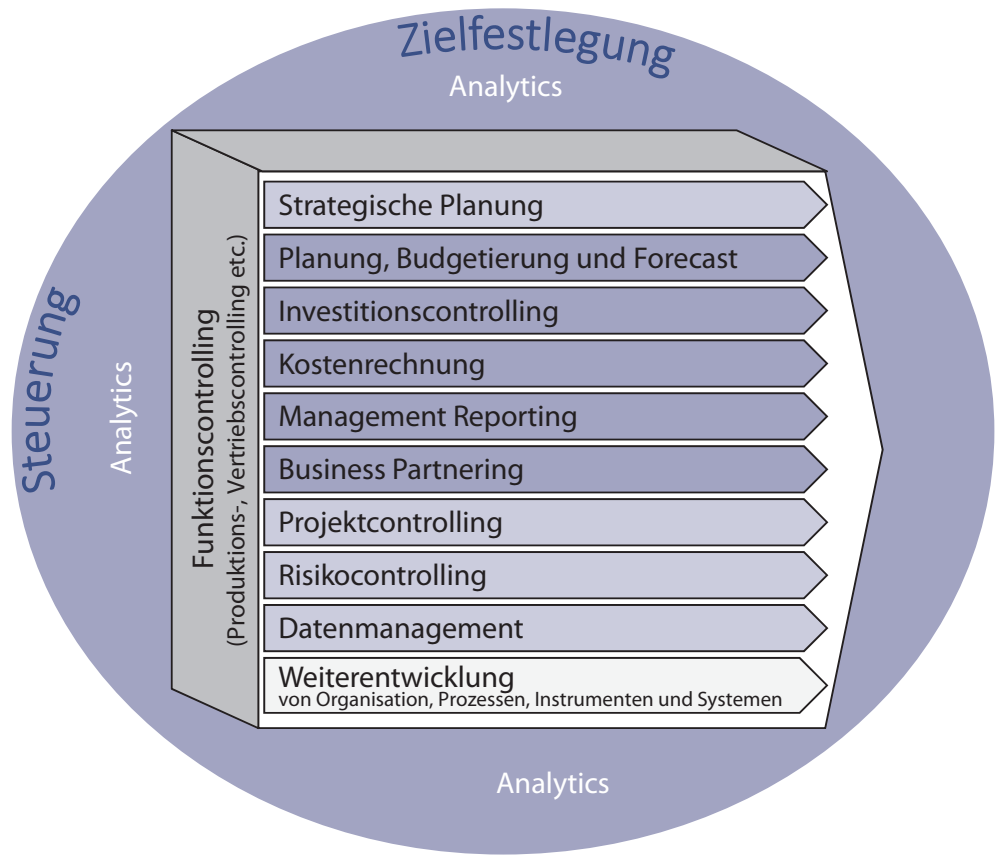 Zielfestlegung
Analytics
Steuerung
Analytics
Funktionscontrolling
(Produktions-, Vertriebscontrolling etc.)
Strategische Planung
Planung, Budgetierung und Forecast
Investitionscontrolling
Kostenrechnung
Management Reporting
Business Partnering
Projektcontrolling
Risikocontrolling
Datenmanagement
Weiterentwicklung
von Organisation, Prozessen, Instrumenten und Systemen
Analytics